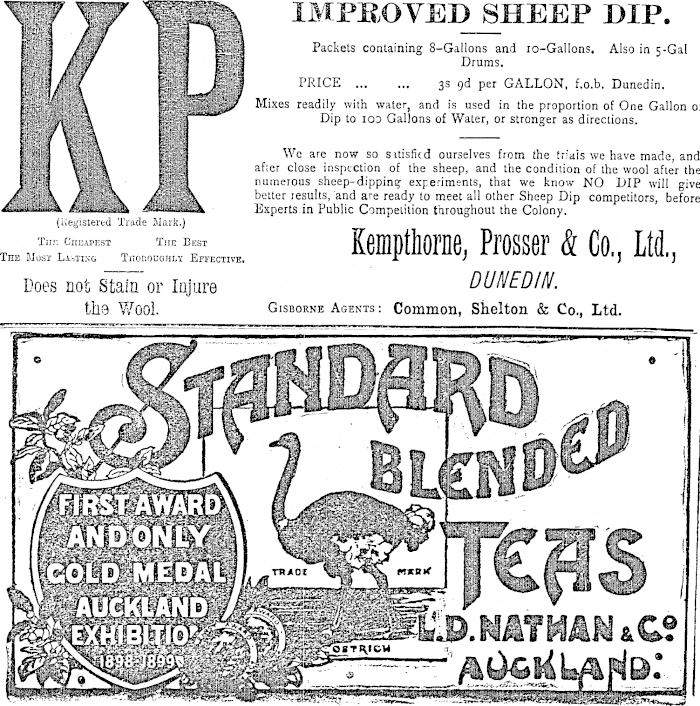 KP
(Registered Trade Mark.)
THE CHEAPEST THE BEST
THE MOST LASTING THOROUGHLY EFFECTIVE.
Does not Stain or Injure
the Wool.
IMPROVED SHEEP DIP.
Packets containing 8-Gallons and 10-Gallons. Also in 5-Gal
Drums.
PRICE ... ... 3s 9d per GALLON, f.o.b. Dunedin.
Mixes readily with water, and is used in the proportion of One Gallon o
Dip to 100 Gallons of Water, or stronger as directions.
We are now so satisfied ourselves from the trials we have made, and
after close inspection of the sheep, and the condition of the wool after the
numerous sheep-dipping experiments, that we know NO DIP will give
better results, and are ready to meet all other Sheep Dip competitors, before
Experts in Public Competition throughout the Colony.
Kempthorne, Prosser & Co., Ltd.,
DUNEDIN.
GISBORNE AGENTS: Common, Shelton & Co., Ltd.
STANDARD
BLENDED
TEAS
FIRST AWARD
AND ONLY
GOLD MEDAL
AUCKLAND
EXHIBITIO
1898-1899
TRADE MARK
OSTRICH
L.D. NATHAN & Co.
AUCKLAND.